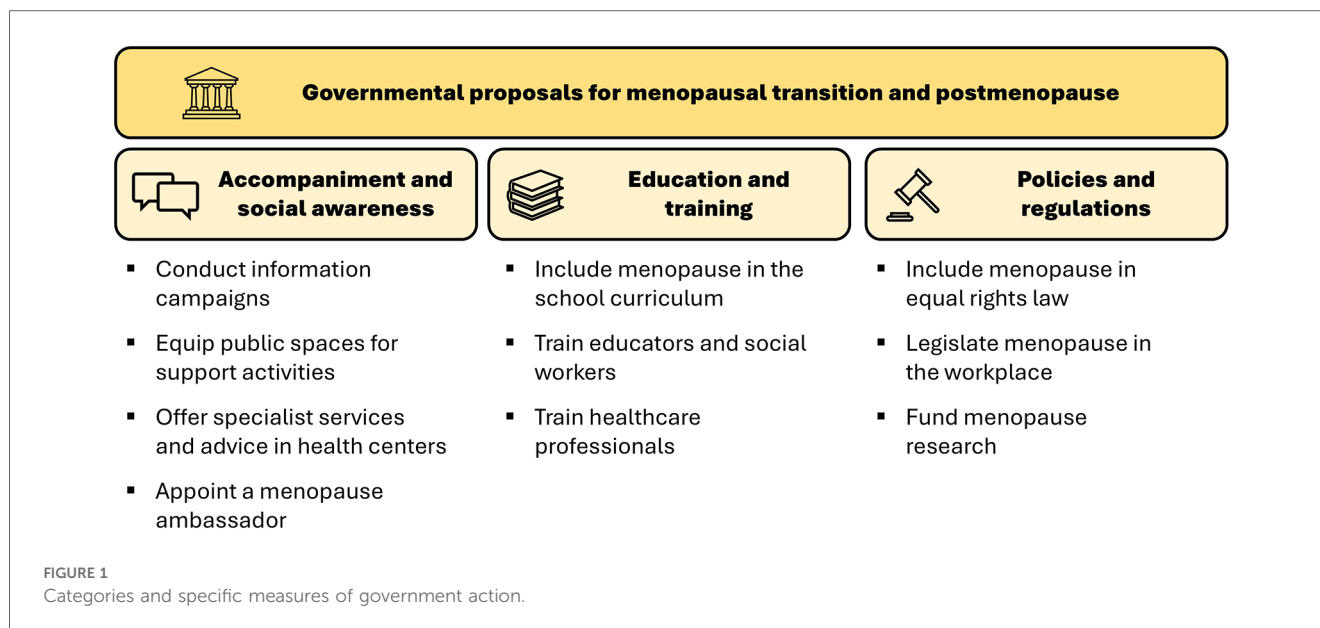 Governmental proposals for menopausal transition and postmenopause
Accompaniment and
social awareness
▪ Conduct information
campaigns
▪ Equip public spaces for
support activities
▪ Offer specialist services
and advice in health centers
▪ Appoint a menopause
ambassador
Education and
training
▪ Include menopause in the
school curriculum
▪ Train educators and social
workers
▪ Train healthcare
professionals
Policies and
regulations
▪ Include menopause in
equal rights law
▪ Legislate menopause in
the workplace
▪ Fund menopause
research
FIGURE 1
Categories and specific measures of government action.